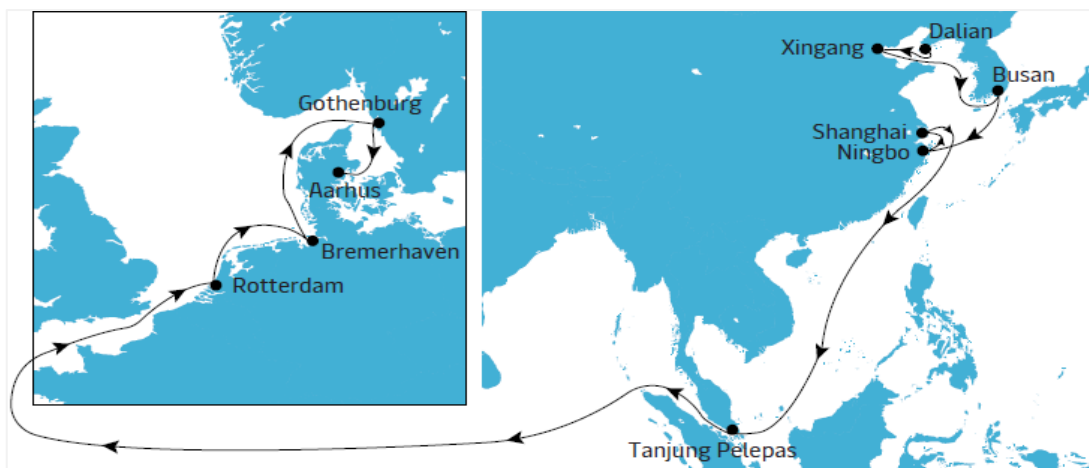 Dalian
Xingang
Busan
Gothenburg
Shanghai
Ningbo
Aarhus
Bremerhaven
Rotterdam
Tanjung Pelepas